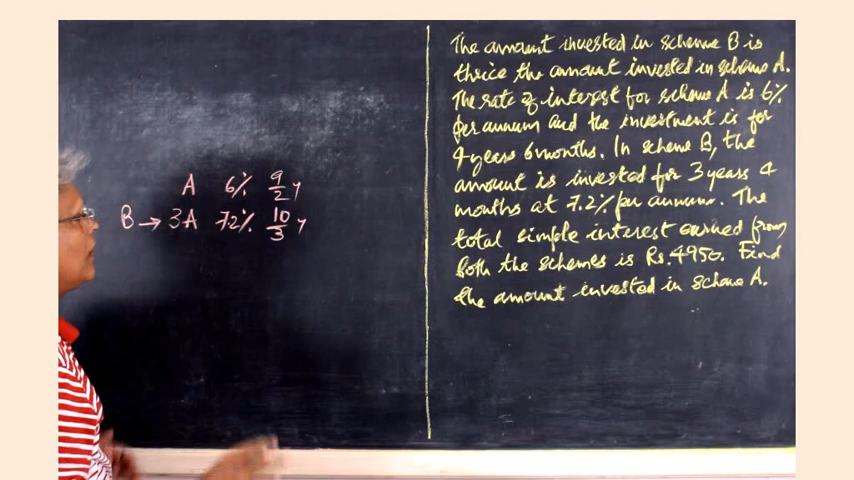 A 6% 9/2 y
B → 3A 7.2% 10/3 y
The amount invested in scheme B is
thrice the amount invested in scheme A.
The rate of interest for scheme A is 6%
per annum and the investment is for
4 years 6 months. In scheme B, the
amount is invested for 3 years 4
months at 7.2% per annum. The
total simple interest earned from
both the schemes is Rs. 4950. Find
the amount invested in scheme A.